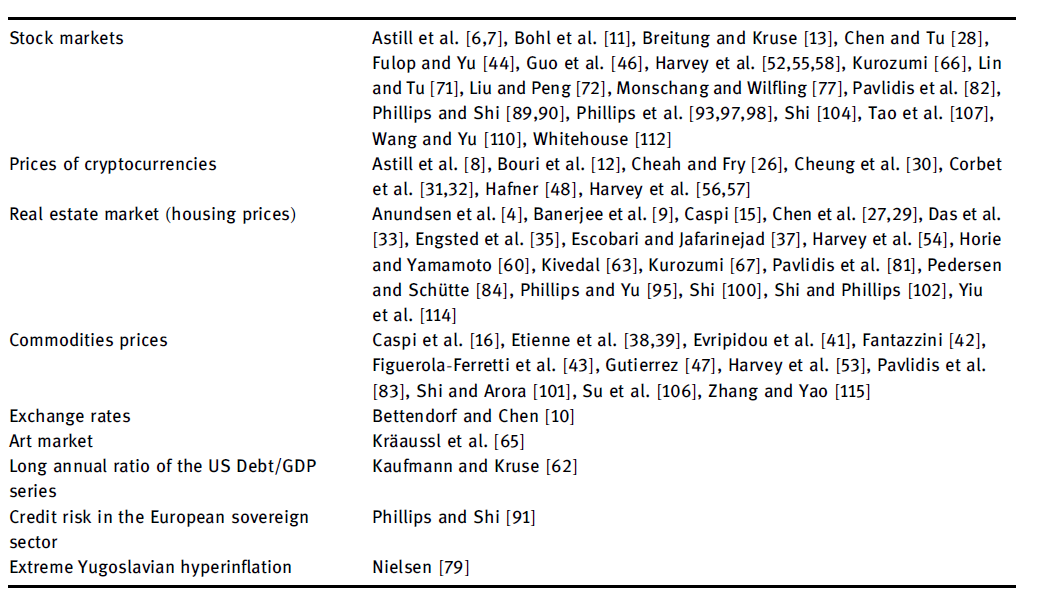 Stock markets Astill et al. [6,7], Bohl et al. [11], Breitung and Kruse [13], Chen and Tu [28],
Fulop and Yu [44], Guo et al. [46], Harvey et al. [52,55,58], Kurozumi [66], Lin
and Tu [71], Liu and Peng [72], Monschang and Wilfling [77], Pavlidis et al. [82],
Phillips and Shi [89,90], Phillips et al. [93,97,98], Shi [104], Tao et al. [107],
Wang and Yu [110], Whitehouse [112]
Prices of cryptocurrencies Astill et al. [8], Bouri et al. [12], Cheah and Fry [26], Cheung et al. [30], Corbet
et al. [31,32], Hafner [48], Harvey et al. [56,57]
Real estate market (housing prices) Anundsen et al. [4], Banerjee et al. [9], Caspi [15], Chen et al. [27,29], Das et al.
[33], Engsted et al. [35], Escobari and Jafarinejad [37], Harvey et al. [54], Horie
and Yamamoto [60], Kivedal [63], Kurozumi [67], Pavlidis et al. [81], Pedersen
and Schütte [84], Phillips and Yu [95], Shi [100], Shi and Phillips [102], Yiu
et al. [114]
Commodities prices Caspi et al. [16], Etienne et al. [38,39], Evripidou et al. [41], Fantazzini [42],
Figuerola-Ferretti et al. [43], Gutierrez [47], Harvey et al. [53], Pavlidis et al.
[83], Shi and Arora [101], Su et al. [106], Zhang and Yao [115]
Exchange rates Bettendorf and Chen [10]
Art market Kräaussl et al. [65]
Long annual ratio of the US Debt/GDP Kaufmann and Kruse [62]
series
Credit risk in the European sovereign Phillips and Shi [91]
sector
Extreme Yugoslavian hyperinflation Nielsen [79]